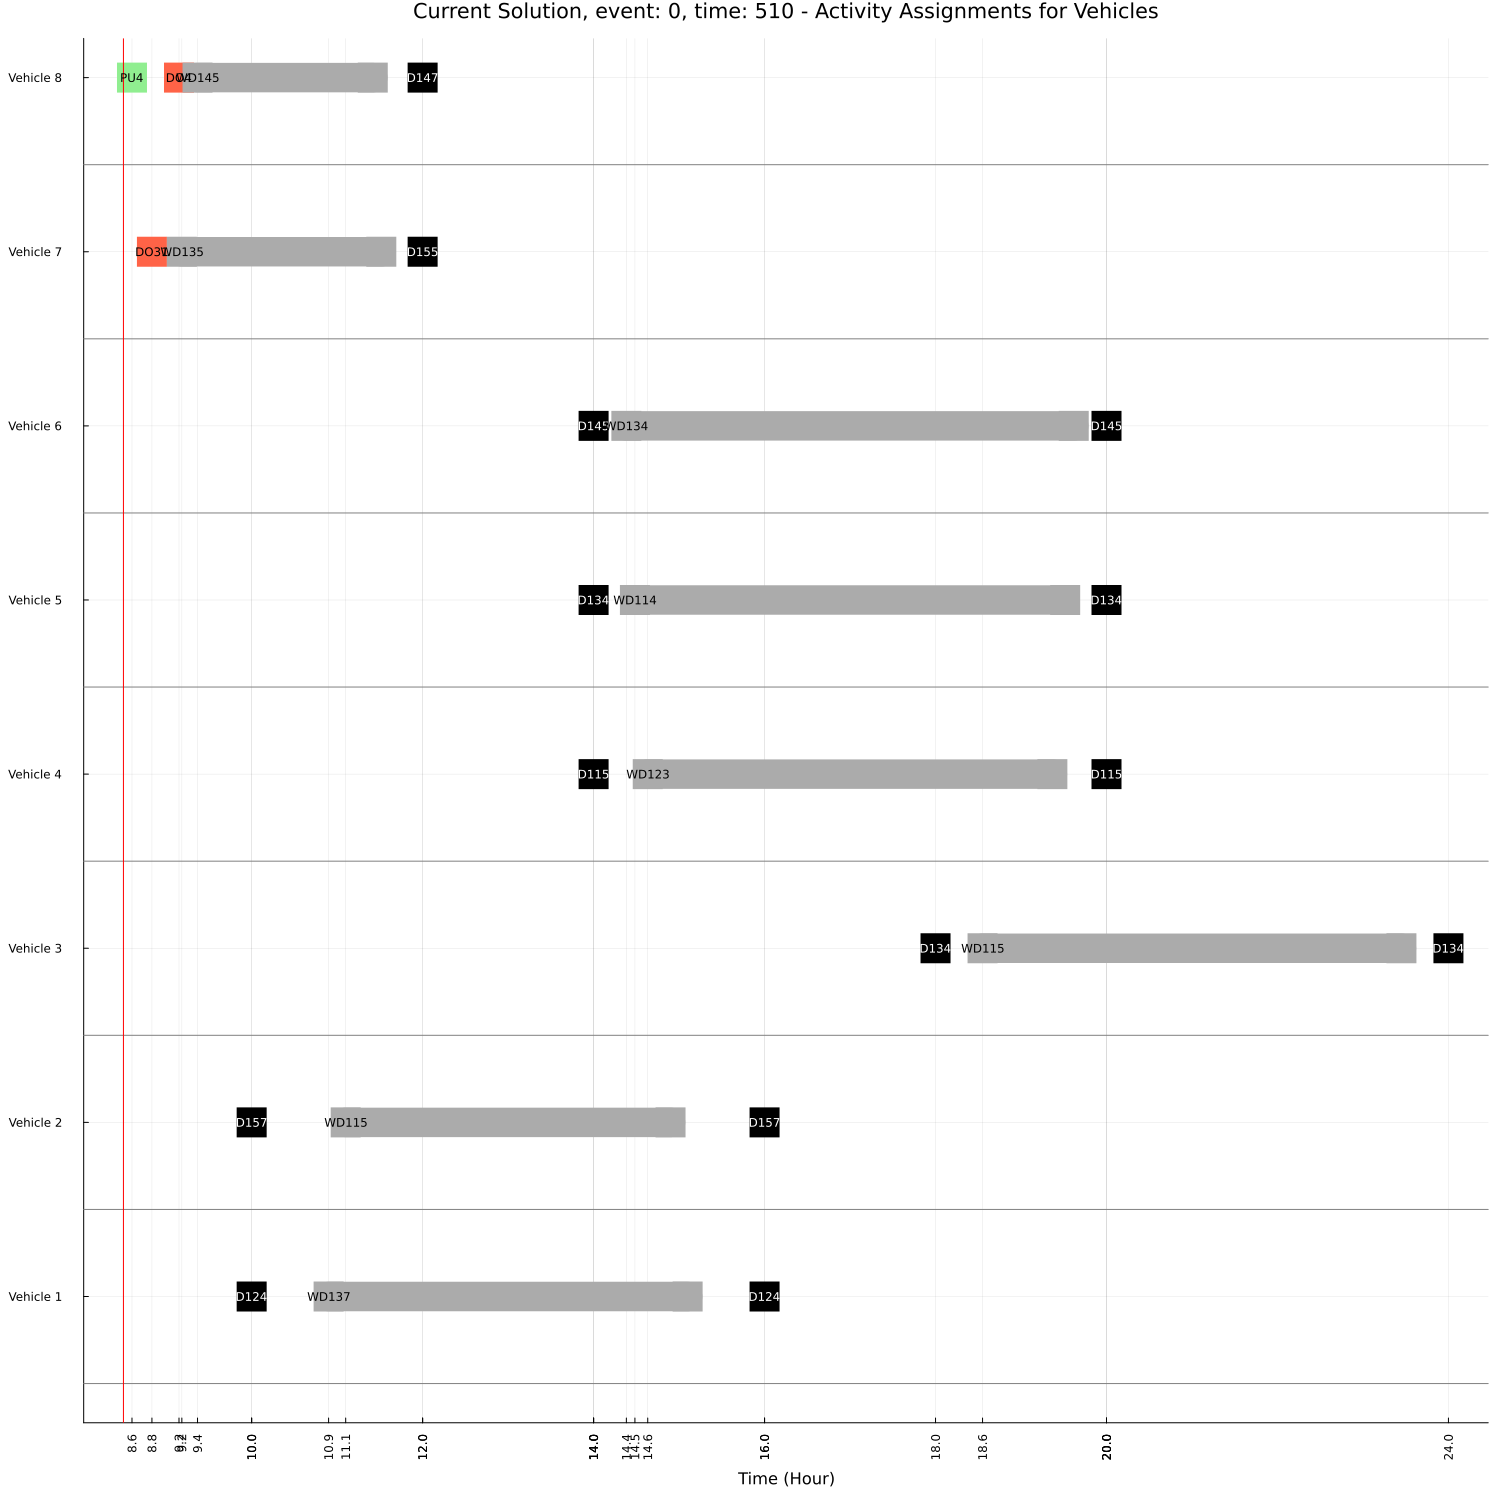 Current Solution, event: 0, time: 510 - Activity Assignments for Vehicles
Vehicle 8 PU4 WD145 D147
Vehicle 7 WD135 D155
Vehicle 6 D145 WD134 D145
Vehicle 5 D134 WD114 D134
Vehicle 4 D115 WD123 D115
Vehicle 3 D134 WD115 D134
Vehicle 2 D157 WD115 D157
Vehicle 1 D124 WD137 D124
8.6 8.8 9.2 9.4 10.0 10.9 11.1 12.0 14.0 14.4 14.5 14.6 16.0 18.0 18.6 20.0 24.0
Time (Hour)